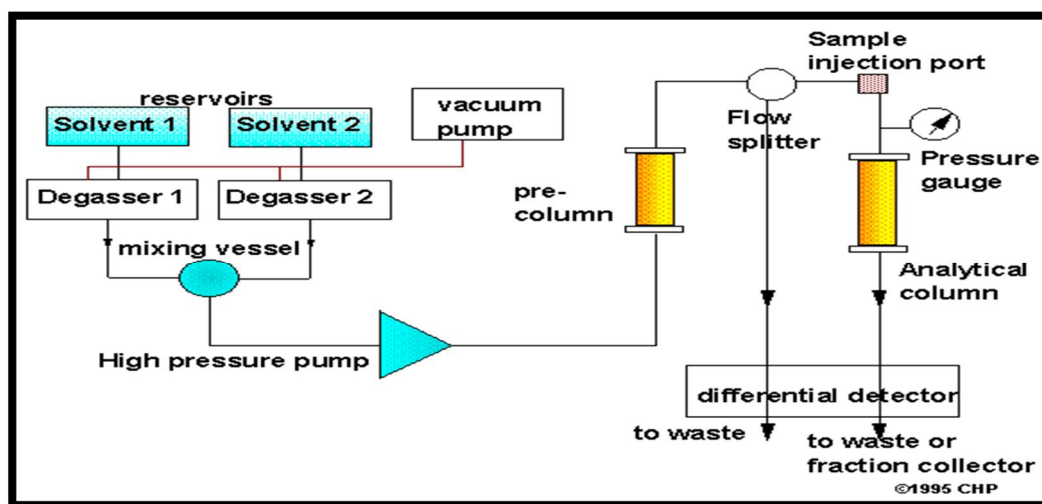 reservoirs
Solvent 1
Solvent 2
vacuum
pump
Degasser 1
Degasser 2
mixing vessel
High pressure pump
pre-
column
Sample
injection port
Flow
splitter
Pressure
gauge
Analytical
column
differential detector
to waste
to waste or
fraction collector
©1995 CHP